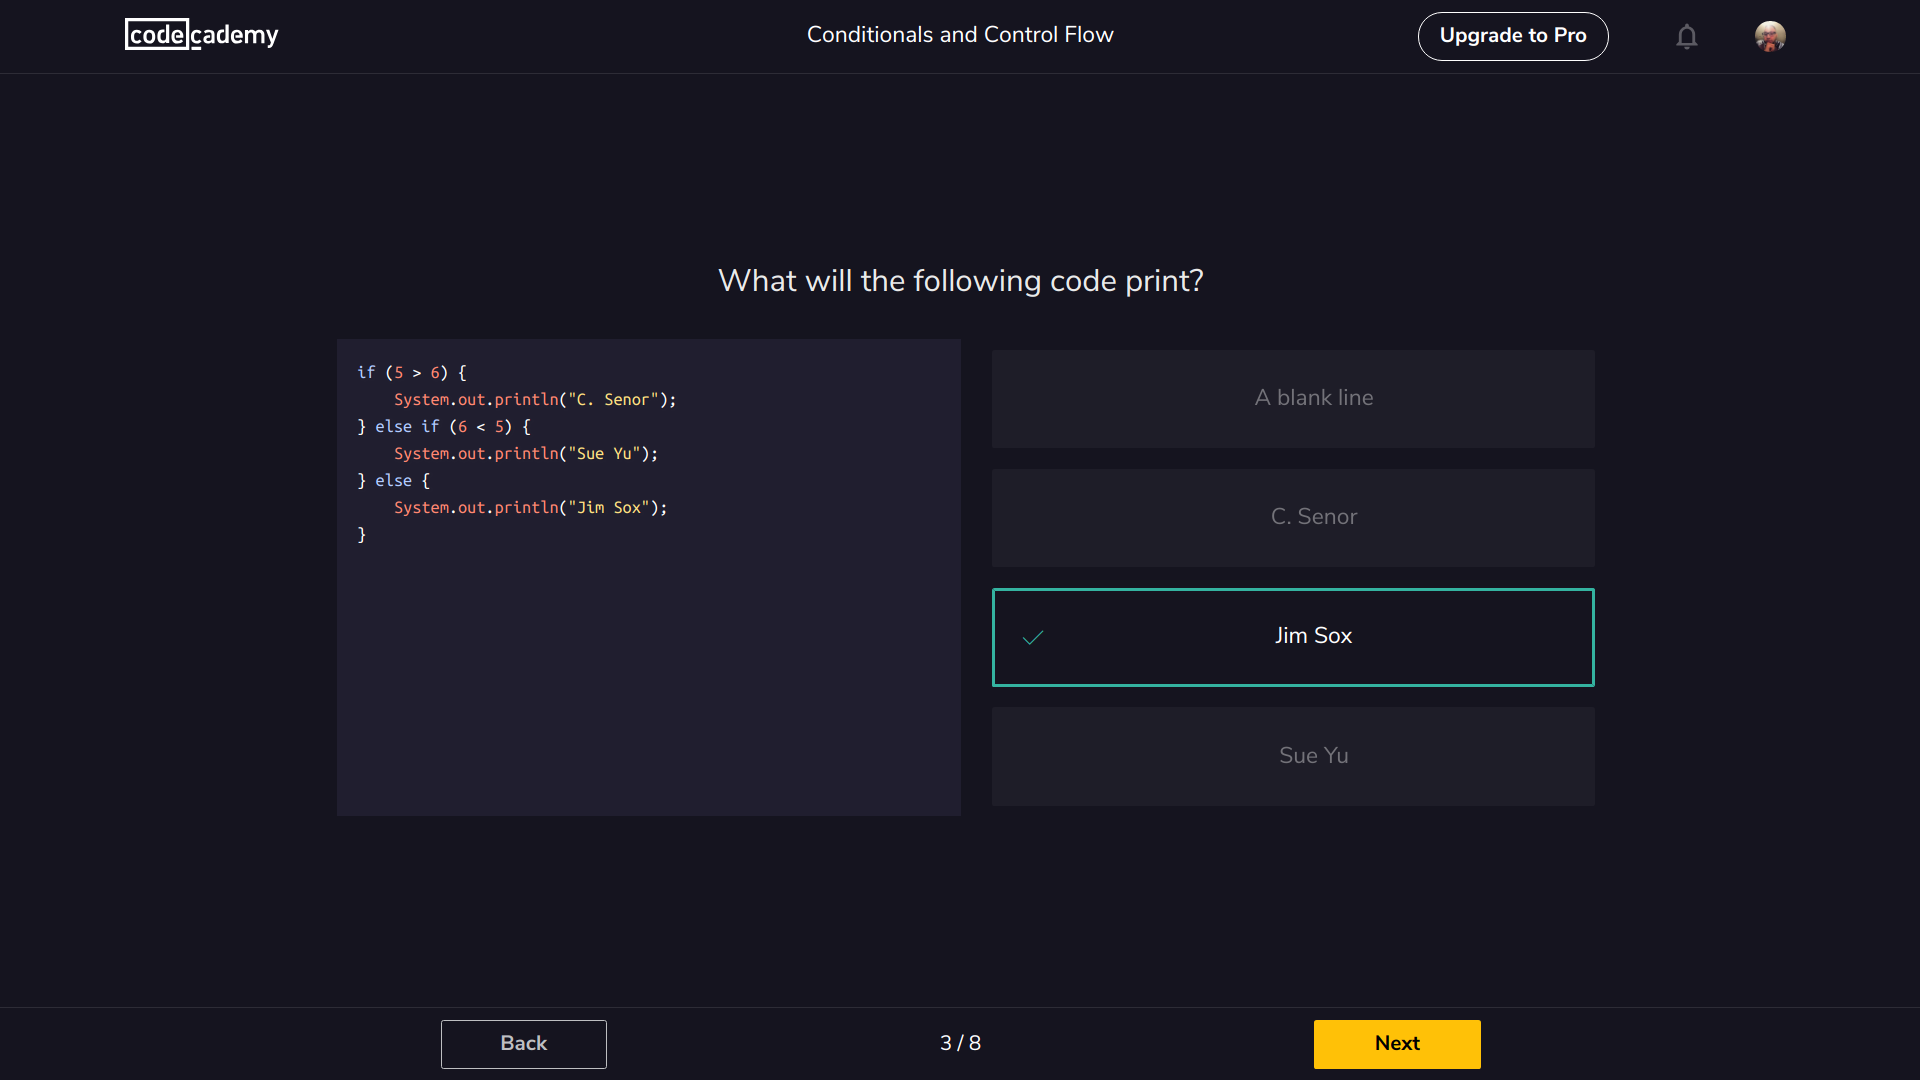 codecademy
Conditionals and Control Flow
Upgrade to Pro
What will the following code print?
if (5 > 6) {
    System.out.println("C. Senor");
} else if (6 < 5) {
    System.out.println("Sue Yu");
} else {
    System.out.println("Jim Sox");
}
A blank line
C. Senor
Jim Sox
Sue Yu
Back
3 / 8
Next